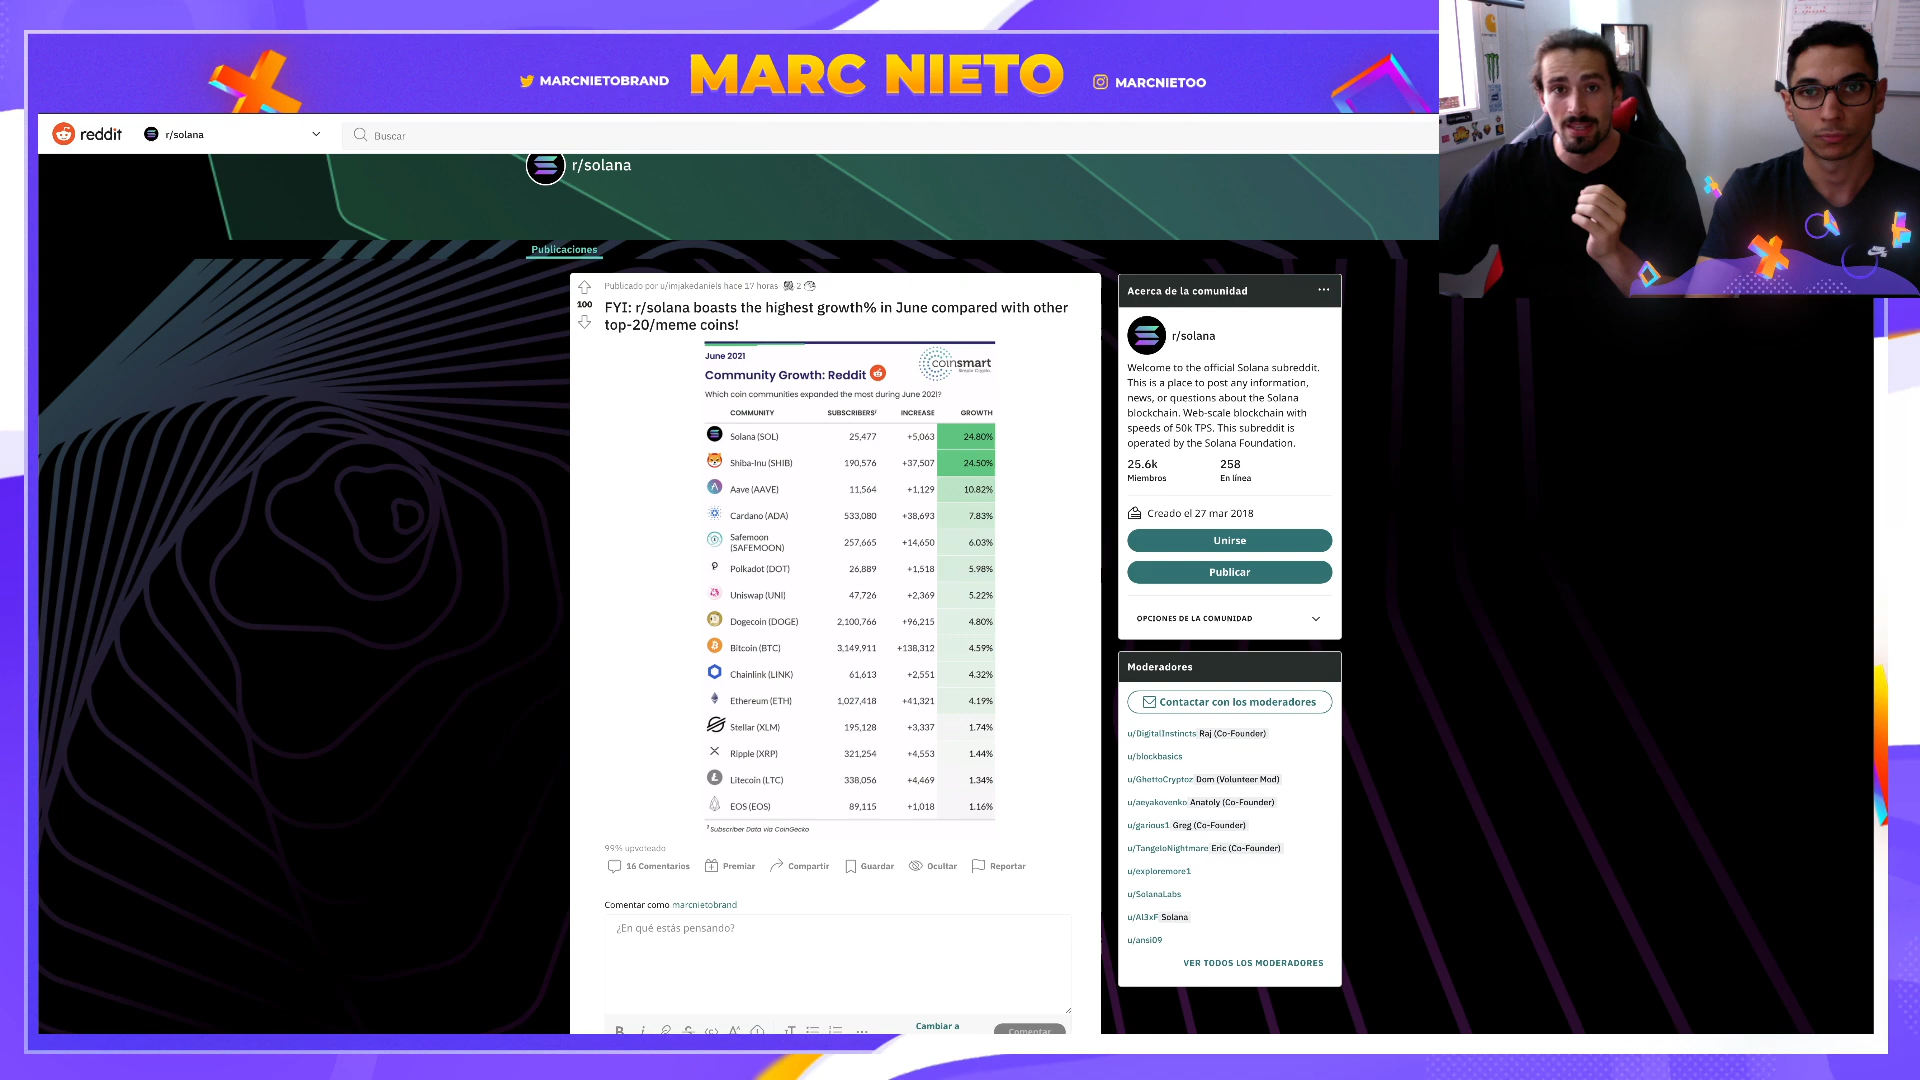 MARCNIETOBRAND
MARC NIETO
MARCNIETOO
reddit
r/solana
Buscar
r/solana
Publicaciones
Publicado por u/imjakedaniels hace 17 horas 2
100
FYI: r/solana boasts the highest growth% in June compared with other
top-20/meme coins!
June 2021
coinsmart
Community Growth: Reddit
Which coin communities expanded the most during June 2021?
COMMUNITY SUBSCRIBERS¹ INCREASE GROWTH
Solana (SOL) 25,477 +5,063 24.80%
Shiba-Inu (SHIB) 190,576 +37,507 24.50%
Aave (AAVE) 11,564 +1,129 10.82%
Cardano (ADA) 533,080 +38,693 7.83%
Safemoon
(SAFEMOON) 257,665 +14,650 6.03%
Polkadot (DOT) 26,889 +1,518 5.98%
Uniswap (UNI) 47,726 +2,369 5.22%
Dogecoin (DOGE) 2,100,766 +96,215 4.80%
Bitcoin (BTC) 3,149,911 +138,312 4.59%
Chainlink (LINK) 61,613 +2,551 4.32%
Ethereum (ETH) 1,027,418 +41,321 4.19%
Stellar (XLM) 195,128 +3,337 1.74%
Ripple (XRP) 321,254 +4,553 1.44%
Litecoin (LTC) 338,056 +4,469 1.34%
EOS (EOS) 89,115 +1,018 1.16%
¹Subscriber Data via CoinGecko
99% upvoteado
16 Comentarios Premiar Compartir Guardar Ocultar Reportar
Comentar como marcnietobrand
¿En qué estás pensando?
Cambiar a
Comentar
Acerca de la comunidad
r/solana
Welcome to the official Solana subreddit.
This is a place to post any information,
news, or questions about the Solana
blockchain. Web-scale blockchain with
speeds of 50k TPS. This subreddit is
operated by the Solana Foundation.
25.6k 258
Miembros En línea
Creado el 27 mar 2018
Unirse
Publicar
OPCIONES DE LA COMUNIDAD
Moderadores
Contactar con los moderadores
u/DigitalInstincts Raj (Co-Founder)
u/blockbasics
u/GhettoCryptoz Dom (Volunteer Mod)
u/aeyakovenko Anatoly (Co-Founder)
u/garious1 Greg (Co-Founder)
u/TangeloNightmare Eric (Co-Founder)
u/exploremore1
u/SolanaLabs
u/Al3xF Solana
u/ansi09
VER TODOS LOS MODERADORES